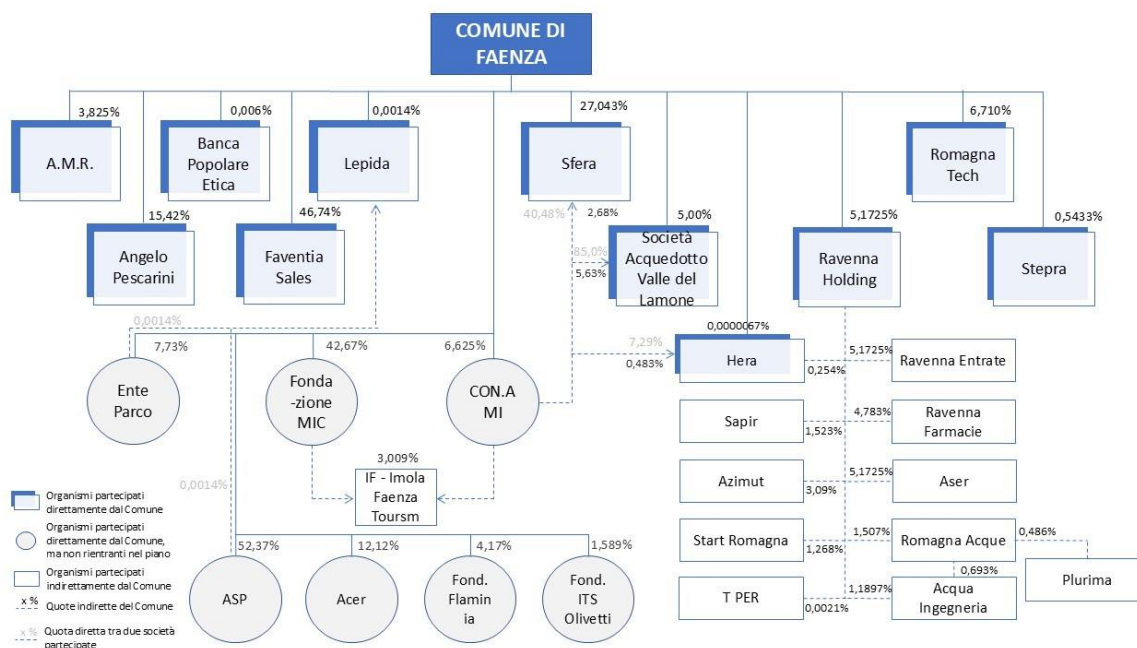 COMUNE DI
FAENZA
3,825%
0,006%
0,0014%
27,043%
6,710%
A.M.R.
Banca
Popolare
Etica
Lepida
Sfera
Romagna
Tech
15,42%
46,74%
40,48%
2,68%
5,00%
5,1725%
0,5433%
Angelo
Pescarini
Faventia
Sales
85,0%
5,63%
Società
Acquedotto
Valle del
Lamone
Ravenna
Holding
Stepra
0,0014%
7,73%
42,67%
6,625%
7,29%
0,483%
0,0000067%
Hera
5,1725%
0,254%
Ravenna Entrate
Ente
Parco
Fonda
-zione
MIC
CON.A
MI
Sapir
4,783%
1,523%
Ravenna
Farmacie
3,009%
IF - Imola
Faenza
Toursm
0,0014%
Azimut
5,1725%
3,09%
Aser
Organismi partecipati
direttamente dal Comune
Organismi partecipati
direttamente dal Comune,
ma non rientranti nel piano
Organismi partecipati
indirettamente dal Comune
x %
Quote indirette del Comune
x %
Quota diretta tra due società
partecipate
52,37%
12,12%
4,17%
1,589%
ASP
Acer
Fond.
Flamin
ia
Fond.
ITS
Olivetti
Start Romagna
1,507%
1,268%
Romagna Acque
0,486%
0,693%
Plurima
T PER
1,1897%
0,0021%
Acqua
Ingegneria